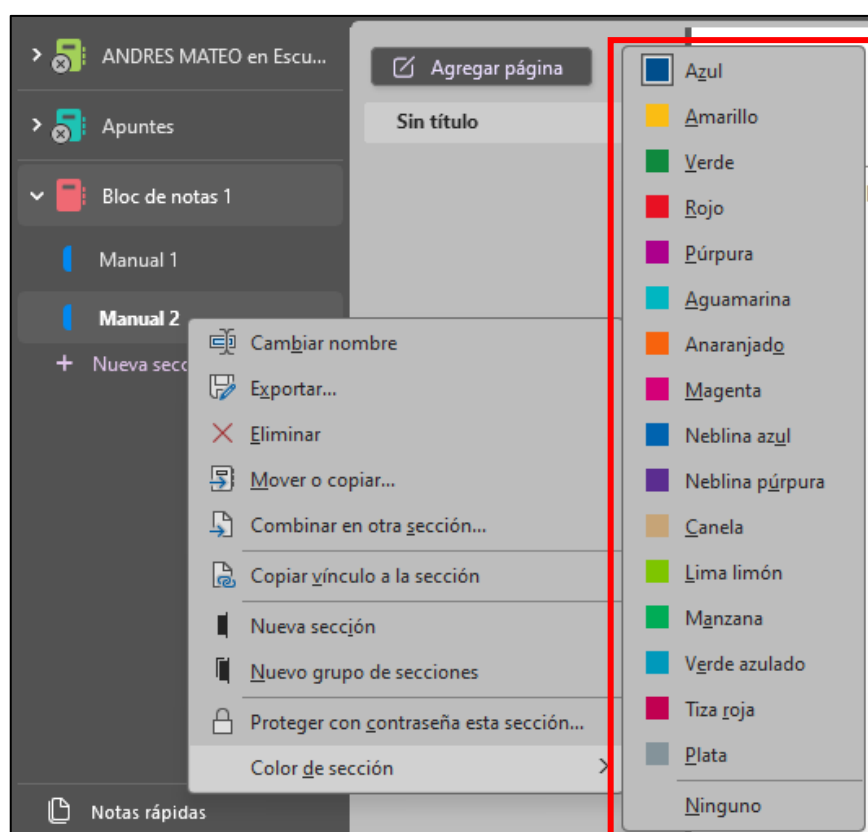 ANDRES MATEO en Escu...
Apuntes
Bloc de notas 1
Manual 1
Manual 2
Nueva secc
Notas rápidas
Agregar página
Sin título
Cambiar nombre
Exportar...
Eliminar
Mover o copiar...
Combinar en otra sección...
Copiar vínculo a la sección
Nueva sección
Nuevo grupo de secciones
Proteger con contraseña esta sección...
Color de sección
Azul
Amarillo
Verde
Rojo
Púrpura
Aguamarina
Anaranjado
Magenta
Neblina azul
Neblina púrpura
Canela
Lima limón
Manzana
Verde azulado
Tiza roja
Plata
Ninguno